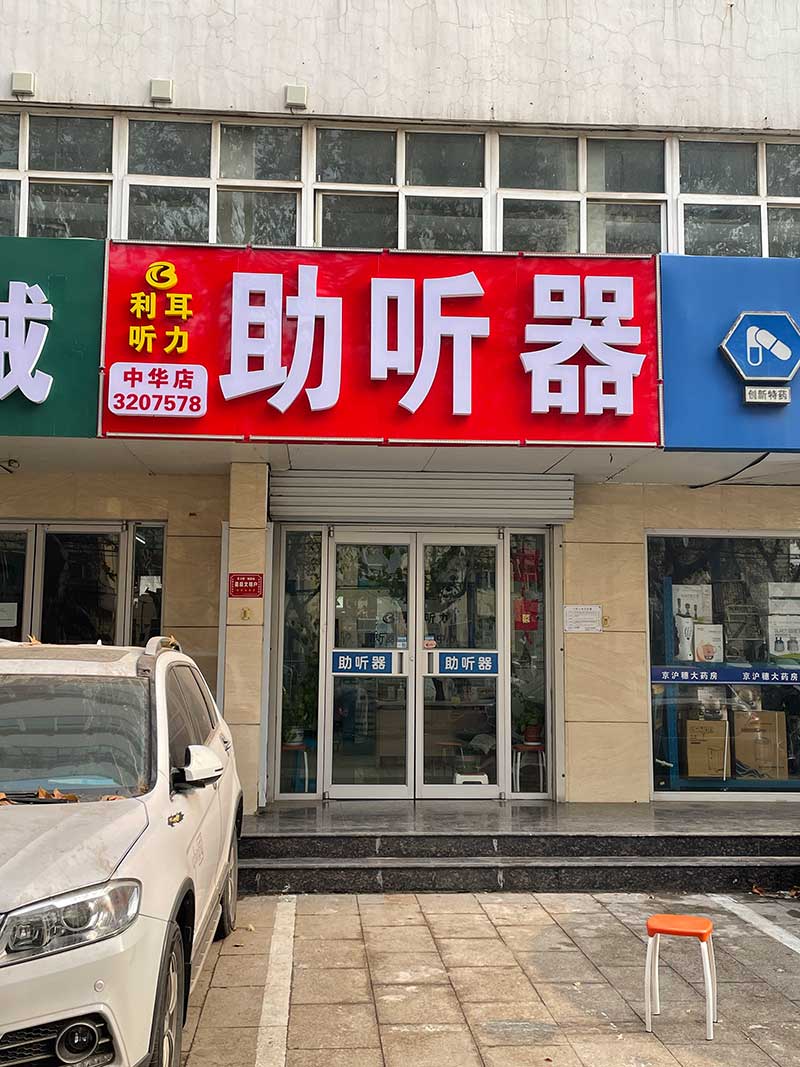 械
利耳
听力
中华店
3207578
助听器
创新特药
助听器
助听器
京沪穗大药房
京沪穗大药房